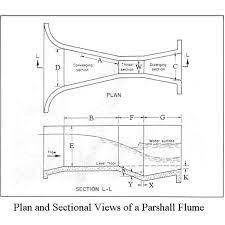 L
L
A
D
W
C
Converging
section
Throat
section
Diverging
section
PLAN
B
F
G
E
Water surface
Flow
Level floor
K
N
Y
X
SECTION L-L
Plan and Sectional Views of a Parshall Flume